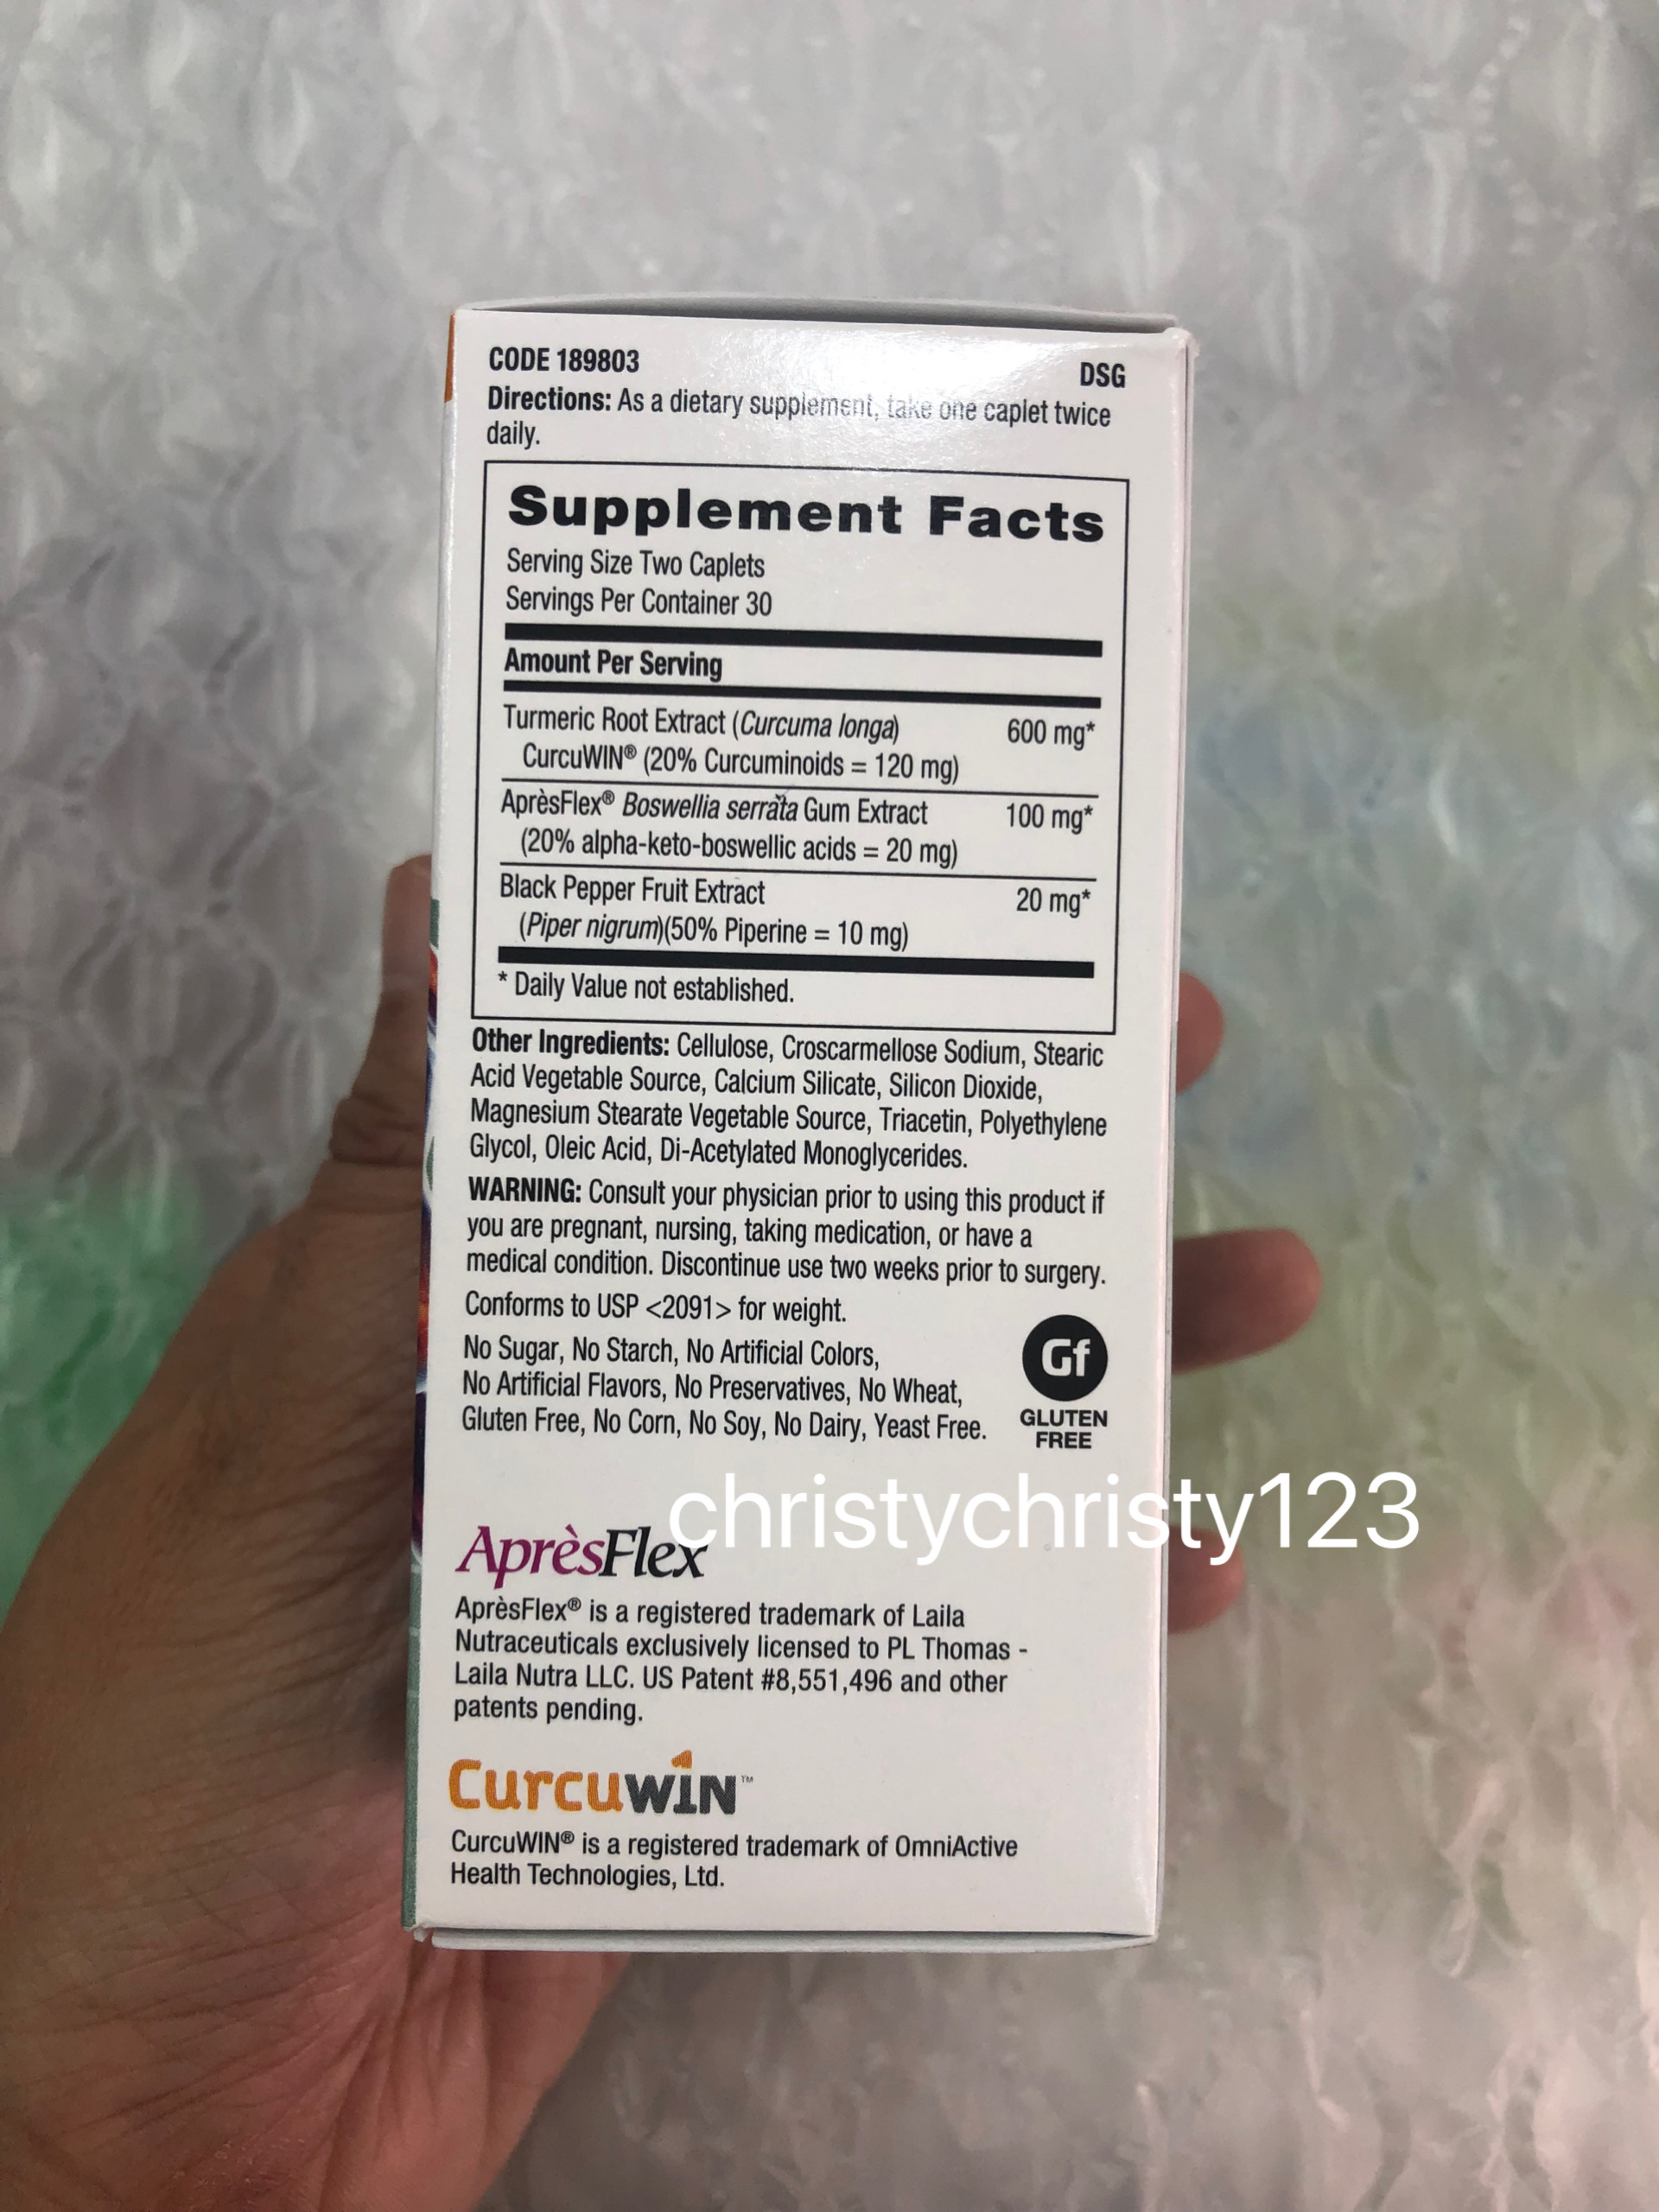 CODE 189803 DSG
Directions: As a dietary supplement, take one caplet twice
daily.
Supplement Facts
Serving Size Two Caplets
Servings Per Container 30
Amount Per Serving
Turmeric Root Extract (Curcuma longa) 600 mg*
CurcuWIN® (20% Curcuminoids = 120 mg)
AprèsFlex® Boswellia serrata Gum Extract 100 mg*
(20% alpha-keto-boswellic acids = 20 mg)
Black Pepper Fruit Extract 20 mg*
(Piper nigrum)(50% Piperine = 10 mg)
* Daily Value not established.
Other Ingredients: Cellulose, Croscarmellose Sodium, Stearic
Acid Vegetable Source, Calcium Silicate, Silicon Dioxide,
Magnesium Stearate Vegetable Source, Triacetin, Polyethylene
Glycol, Oleic Acid, Di-Acetylated Monoglycerides.
WARNING: Consult your physician prior to using this product if
you are pregnant, nursing, taking medication, or have a
medical condition. Discontinue use two weeks prior to surgery.
Conforms to USP <2091> for weight.
No Sugar, No Starch, No Artificial Colors,
No Artificial Flavors, No Preservatives, No Wheat,
Gluten Free, No Corn, No Soy, No Dairy, Yeast Free.
Gf
GLUTEN
FREE
christychristy123
AprèsFlex
AprèsFlex® is a registered trademark of Laila
Nutraceuticals exclusively licensed to PL Thomas -
Laila Nutra LLC. US Patent #8,551,496 and other
patents pending.
CurcuWIN™
CurcuWIN® is a registered trademark of OmniActive
Health Technologies, Ltd.